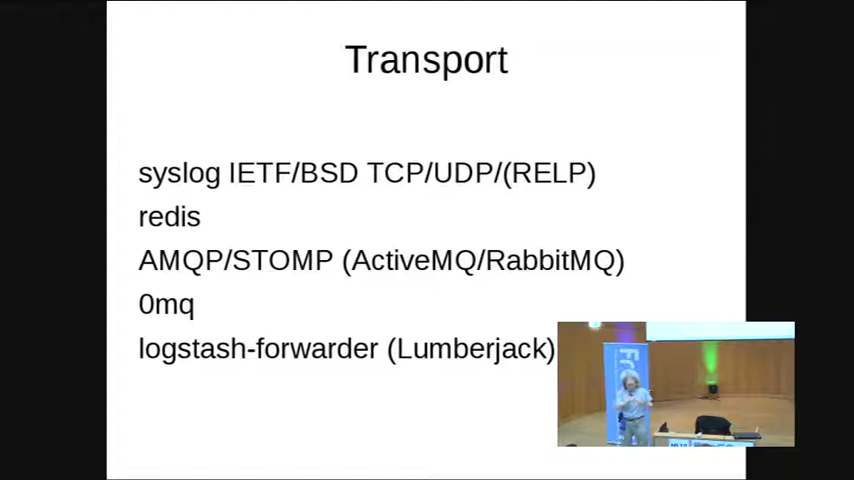 Transport
syslog IETF/BSD TCP/UDP/(RELP)
redis
AMQP/STOMP (ActiveMQ/RabbitMQ)
0mq
logstash-forwarder (Lumberjack)